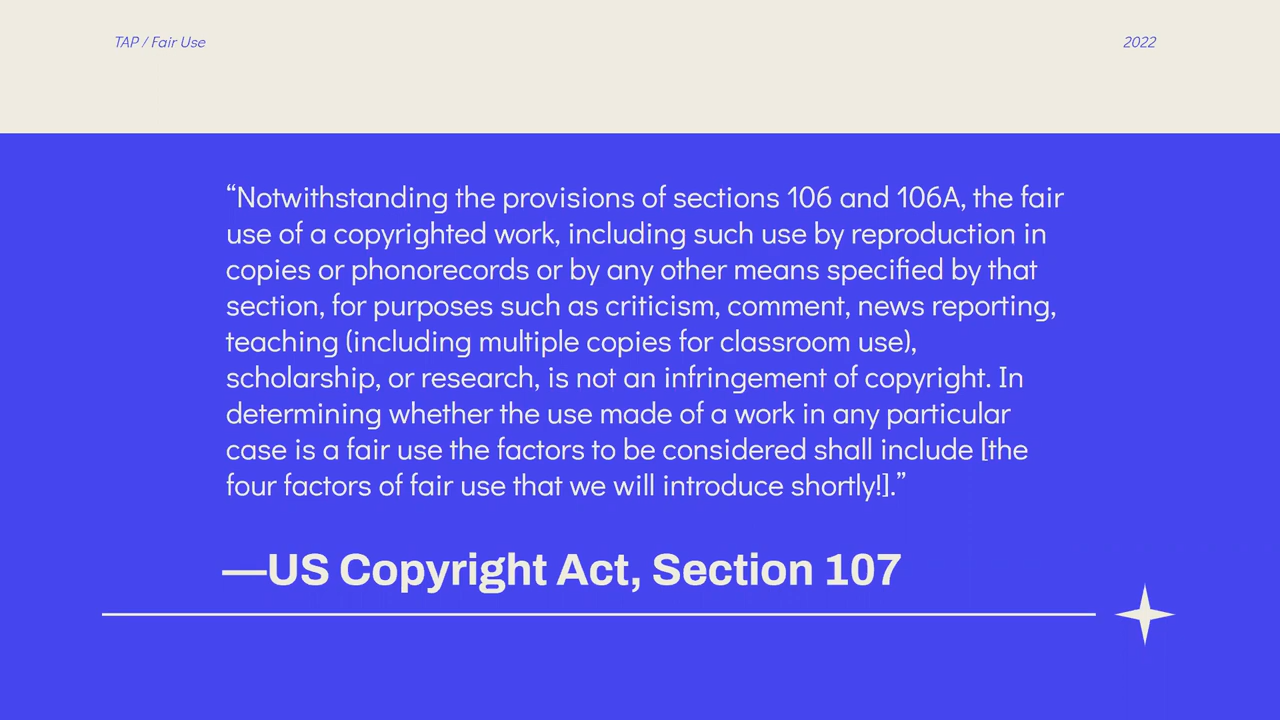 TAP / Fair Use
2022
“Notwithstanding the provisions of sections 106 and 106A, the fair
use of a copyrighted work, including such use by reproduction in
copies or phonorecords or by any other means specified by that
section, for purposes such as criticism, comment, news reporting,
teaching (including multiple copies for classroom use),
scholarship, or research, is not an infringement of copyright. In
determining whether the use made of a work in any particular
case is a fair use the factors to be considered shall include [the
four factors of fair use that we will introduce shortly!].”
—US Copyright Act, Section 107